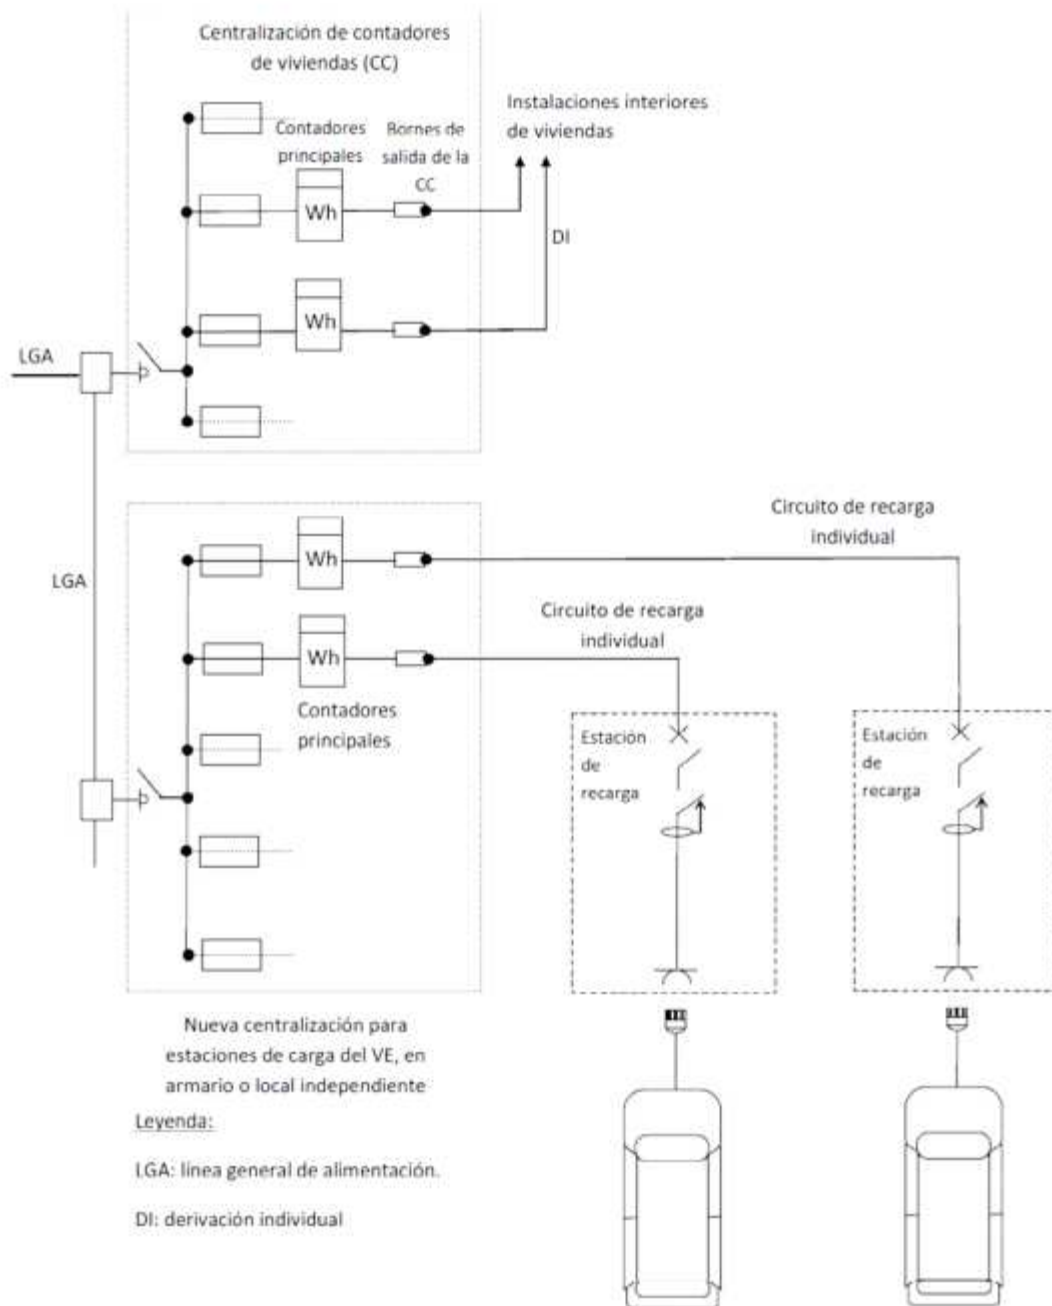 Centralización de contadores
de viviendas (CC)
Instalaciones interiores
de viviendas
Contadores
principales
Bornes de
salida de la
CC
Wh
DI
Wh
LGA
LGA
Circuito de recarga
individual
Wh
Circuito de recarga
individual
Wh
Contadores
principales
Estación
de
recarga
Estación
de
recarga
Nueva centralización para
estaciones de carga del VE, en
armario o local independiente
Leyenda:
LGA: línea general de alimentación.
DI: derivación individual